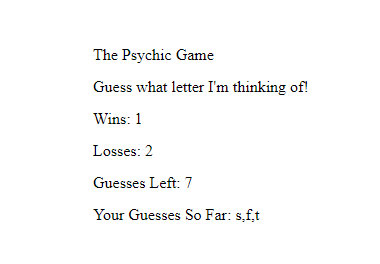 The Psychic Game
Guess what letter I'm thinking of!
Wins: 1
Losses: 2
Guesses Left: 7
Your Guesses So Far: s,f,t